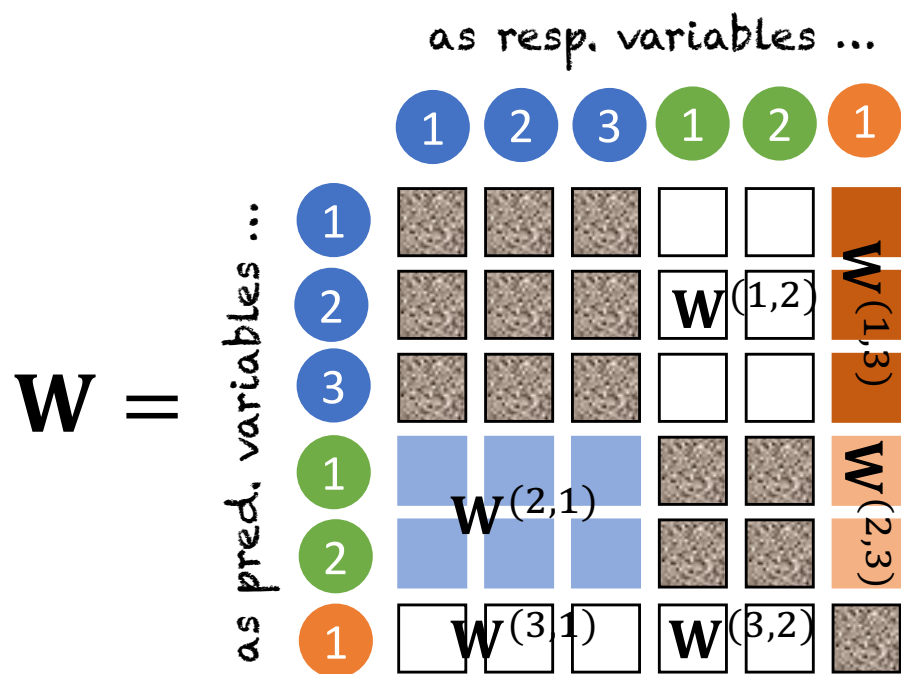 as resp. variables ...
1 2 3 1 2 1
as pred. variables ...
1
2
3
1
2
1
W =
W(1,2)
W(1,3)
W(2,1)
W(2,3)
W(3,1)
W(3,2)